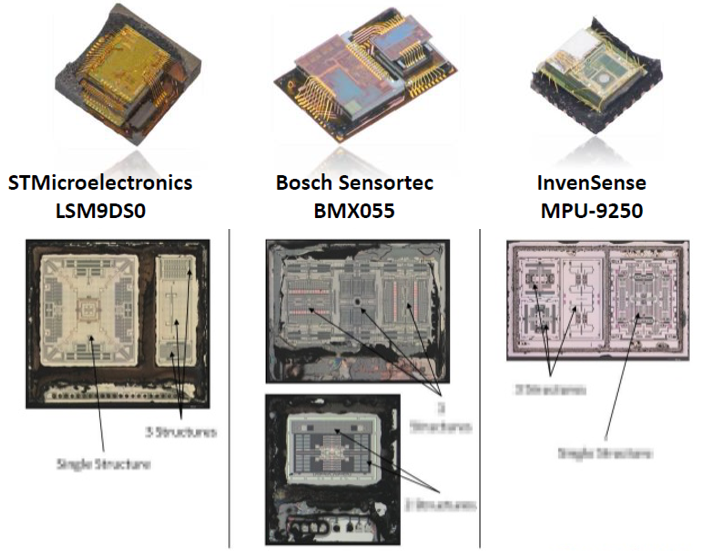 STMicroelectronics
LSM9DS0
Bosch Sensortec
BMX055
InvenSense
MPU-9250
3 Structures
Single Structure
3
Structures
2 Structures
3 Structures
Single Structure